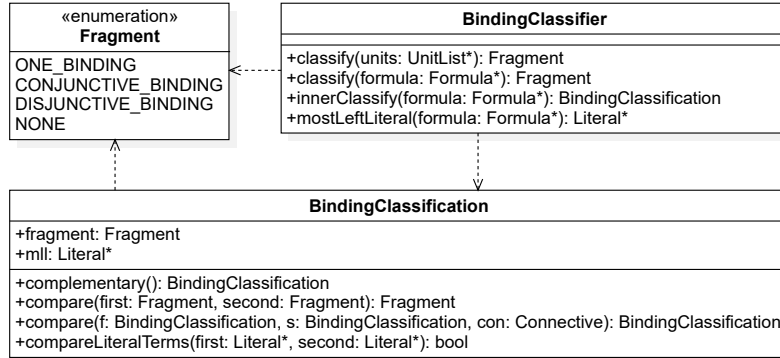 «enumeration»
Fragment
ONE_BINDING
CONJUNCTIVE_BINDING
DISJUNCTIVE_BINDING
NONE
BindingClassifier
+classify(units: UnitList*): Fragment
+classify(formula: Formula*): Fragment
+innerClassify(formula: Formula*): BindingClassification
+mostLeftLiteral(formula: Formula*): Literal*
BindingClassification
+fragment: Fragment
+mll: Literal*
+complementary(): BindingClassification
+compare(first: Fragment, second: Fragment): Fragment
+compare(f: BindingClassification, s: BindingClassification, con: Connective): BindingClassification
+compareLiteralTerms(first: Literal*, second: Literal*): bool